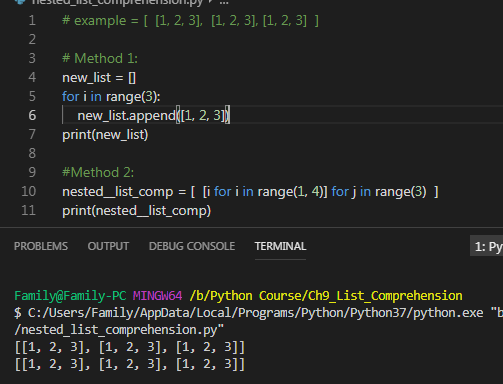 nested_list_comprehension.py > ...
1 # example = [ [1, 2, 3], [1, 2, 3], [1, 2, 3] ]
2
3 # Method 1:
4 new_list = []
5 for i in range(3):
6 new_list.append([1, 2, 3])
7 print(new_list)
8
9 #Method 2:
10 nested__list_comp = [ [i for i in range(1, 4)] for j in range(3) ]
11 print(nested__list_comp)
PROBLEMS OUTPUT DEBUG CONSOLE TERMINAL 1: Py
Family@Family-PC MINGW64 /b/Python Course/Ch9_List_Comprehension
$ C:/Users/Family/AppData/Local/Programs/Python/Python37/python.exe "b
/nested_list_comprehension.py"
[[1, 2, 3], [1, 2, 3], [1, 2, 3]]
[[1, 2, 3], [1, 2, 3], [1, 2, 3]]